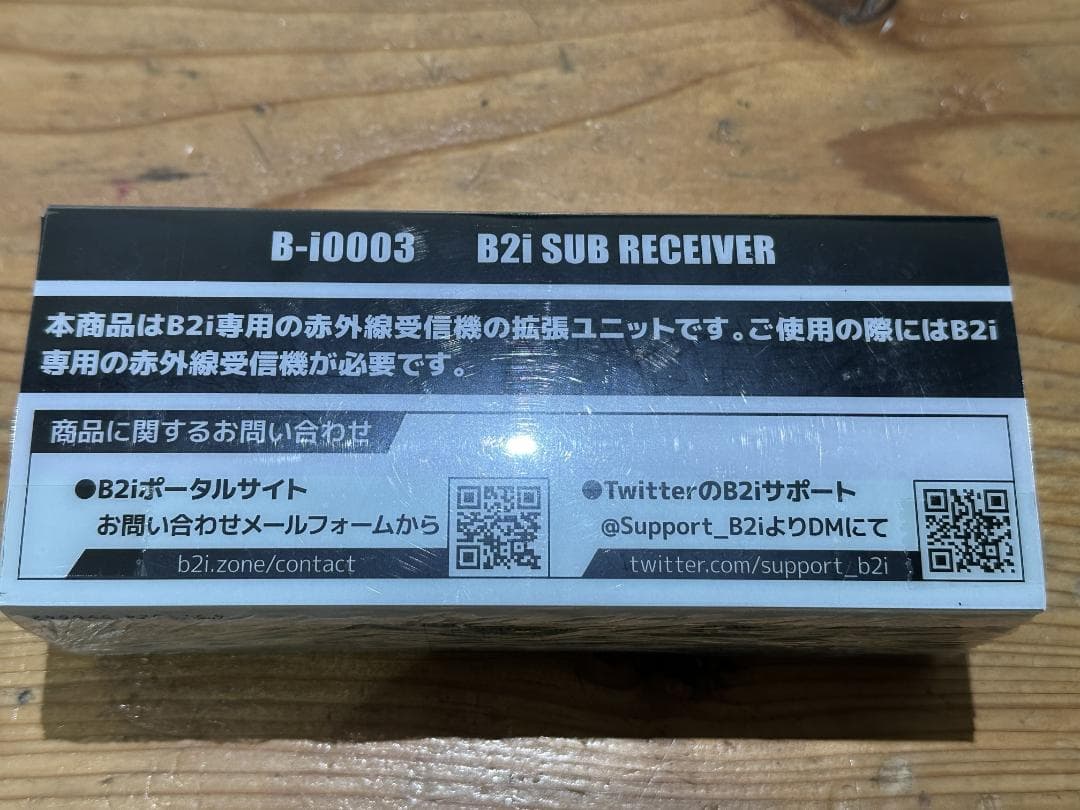 B-i0003 B2i SUB RECEIVER
本商品はB2i専用の赤外線受信機の拡張ユニットです。ご使用の際にはB2i
専用の赤外線受信機が必要です。
商品に関するお問い合わせ
●B2iポータルサイト
お問い合わせメールフォームから
b2i.zone/contact
●TwitterのB2iサポート
@Support_B2iよりDMにて
twitter.com/support_b2i